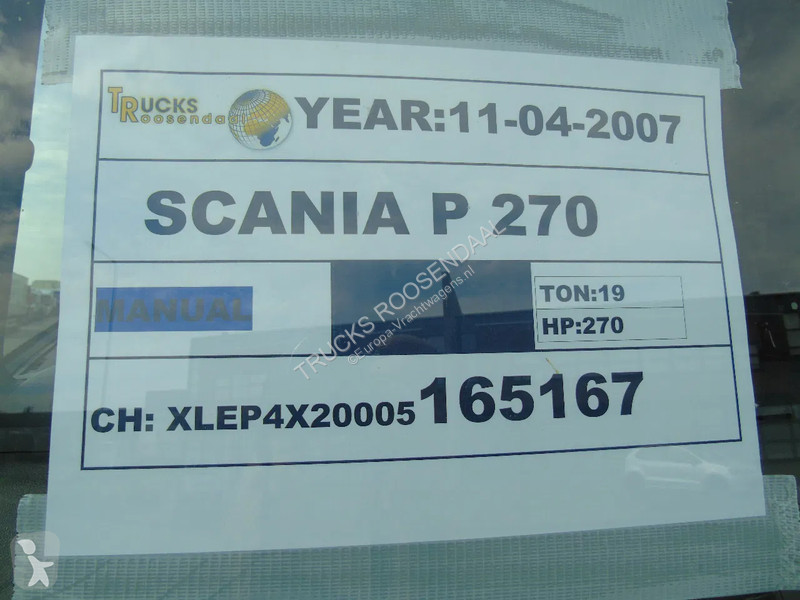 TRUCKS
Roosendaal
YEAR:11-04-2007
SCANIA P 270
MANUAL
TON:19
HP:270
CH: XLEP4X20005165167
TRUCKS ROOSENDAAL
©Europa-Vrachtwagens.nl